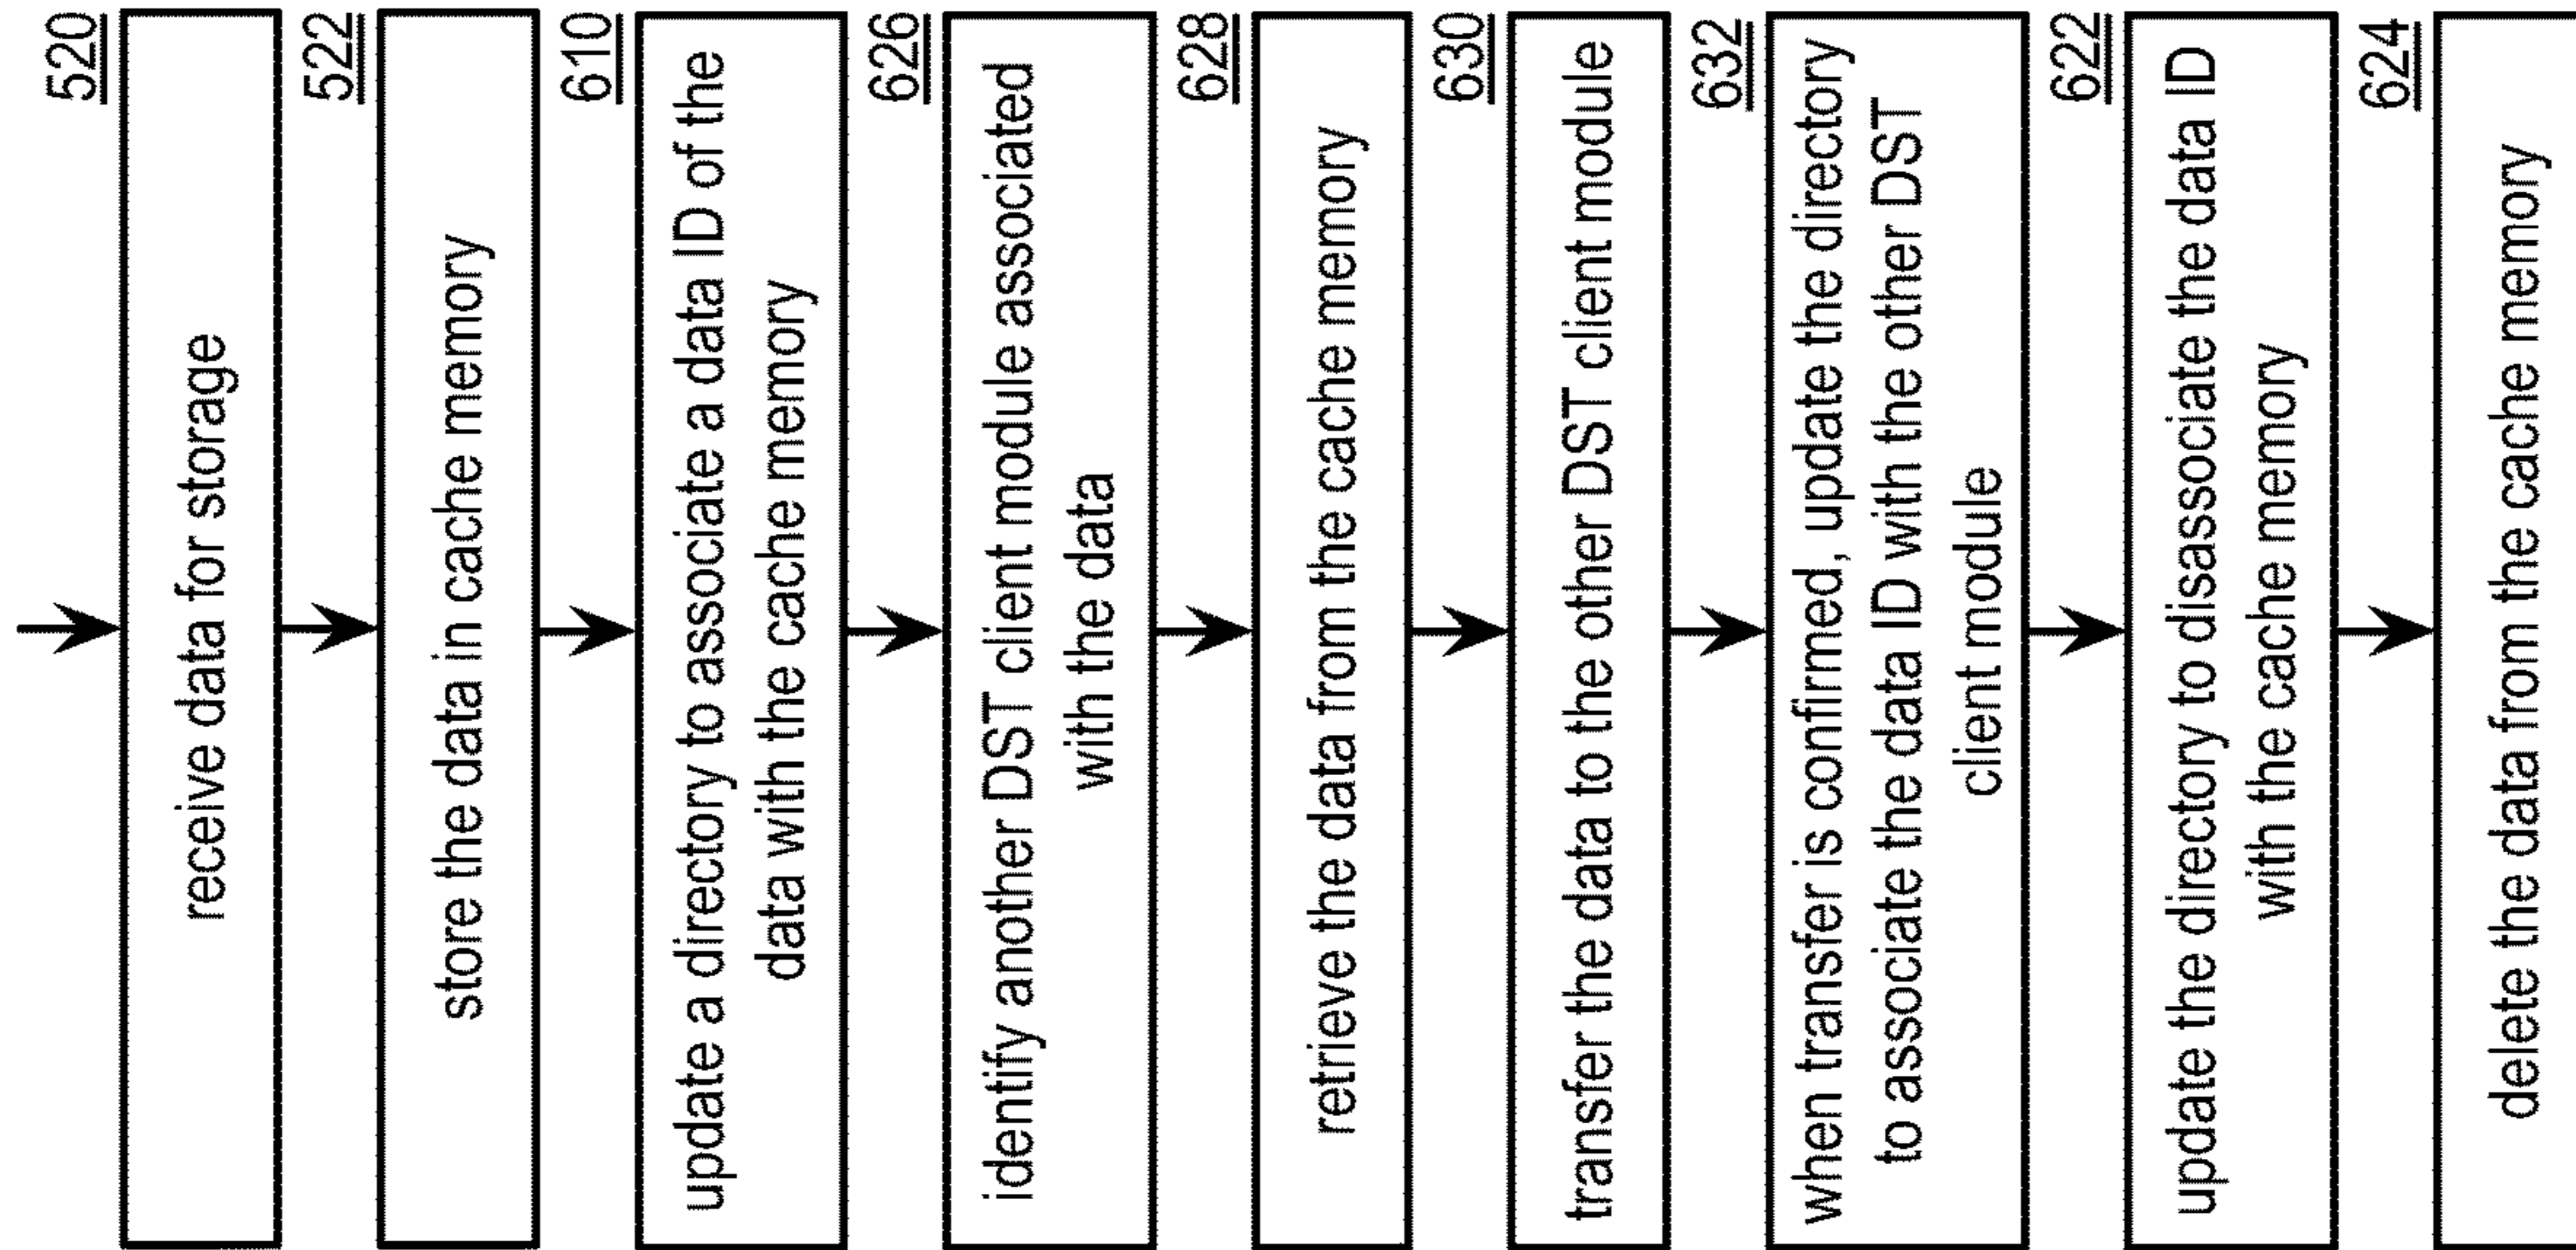 520
receive data for storage
522
store the data in cache memory
610
update a directory to associate a data ID of the
data with the cache memory
626
identify another DST client module associated
with the data
628
retrieve the data from the cache memory
630
transfer the data to the other DST client module
632
when transfer is confirmed, update the directory
to associate the data ID with the other DST
client module
622
update the directory to disassociate the data ID
with the cache memory
624
delete the data from the cache memory